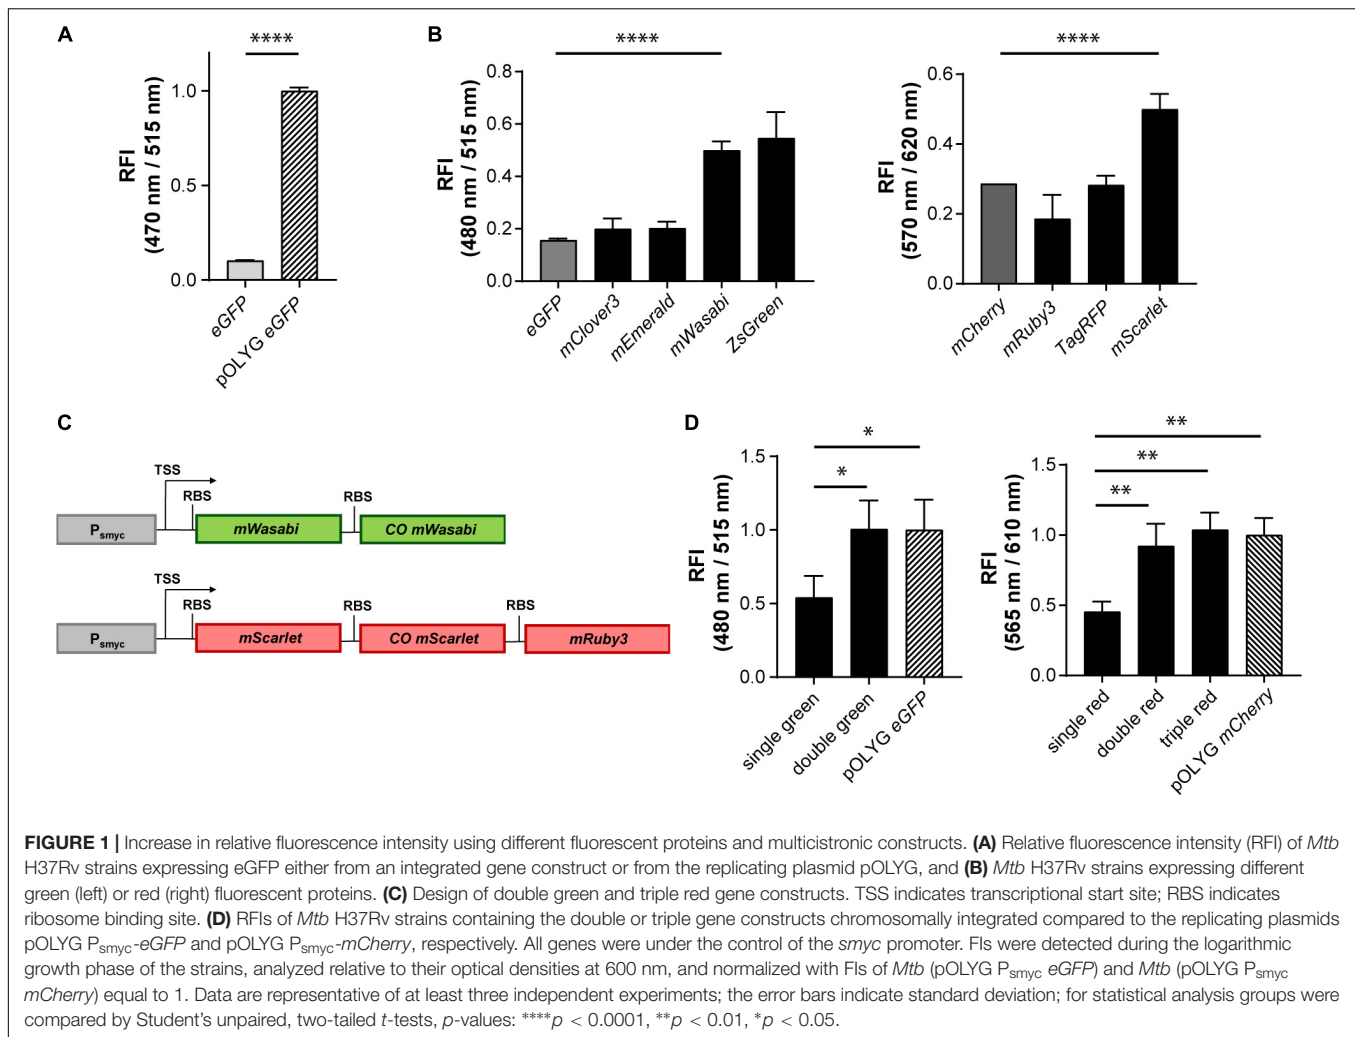 A
****
RFI
(470 nm / 515 nm)
1.0
0.5
0.0
eGFP
pOLYG eGFP
B
****
RFI
(480 nm / 515 nm)
0.8
0.6
0.4
0.2
0.0
eGFP
mClover3
mEmerald
mWasabi
ZsGreen
****
RFI
(570 nm / 620 nm)
0.6
0.4
0.2
0.0
mCherry
mRuby3
TagRFP
mScarlet
C
TSS
RBS
RBS
Psmyc
mWasabi
CO mWasabi
TSS
RBS
RBS
RBS
Psmyc
mScarlet
CO mScarlet
mRuby3
D
*
*
RFI
(480 nm / 515 nm)
1.5
1.0
0.5
0.0
single green
double green
pOLYG eGFP
**
**
**
RFI
(565 nm / 610 nm)
1.5
1.0
0.5
0.0
single red
double red
triple red
pOLYG mCherry
FIGURE 1 | Increase in relative fluorescence intensity using different fluorescent proteins and multicistronic constructs. (A) Relative fluorescence intensity (RFI) of Mtb
H37Rv strains expressing eGFP either from an integrated gene construct or from the replicating plasmid pOLYG, and (B) Mtb H37Rv strains expressing different
green (left) or red (right) fluorescent proteins. (C) Design of double green and triple red gene constructs. TSS indicates transcriptional start site; RBS indicates
ribosome binding site. (D) RFIs of Mtb H37Rv strains containing the double or triple gene constructs chromosomally integrated compared to the replicating plasmids
pOLYG Psmyc-eGFP and pOLYG Psmyc-mCherry, respectively. All genes were under the control of the smyc promoter. FIs were detected during the logarithmic
growth phase of the strains, analyzed relative to their optical densities at 600 nm, and normalized with FIs of Mtb (pOLYG Psmyc eGFP) and Mtb (pOLYG Psmyc
mCherry) equal to 1. Data are representative of at least three independent experiments; the error bars indicate standard deviation; for statistical analysis groups were
compared by Student's unpaired, two-tailed t-tests, p-values: ****p < 0.0001, **p < 0.01, *p < 0.05.